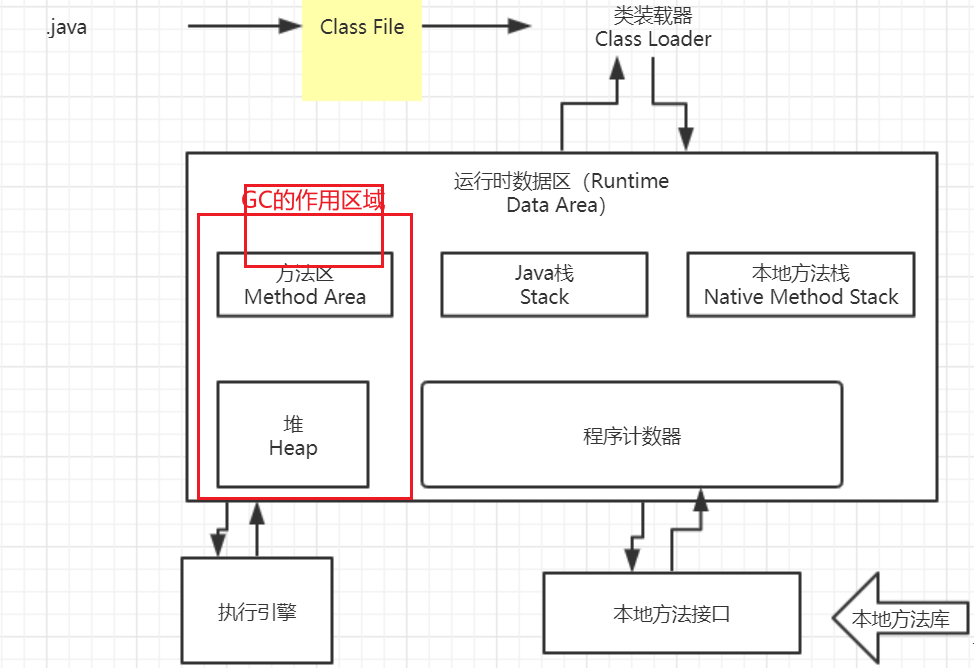 .java
Class File
类装载器
Class Loader
运行时数据区（Runtime
Data Area）
GC的作用区域
方法区
Method Area
Java栈
Stack
本地方法栈
Native Method Stack
堆
Heap
程序计数器
执行引擎
本地方法接口
本地方法库